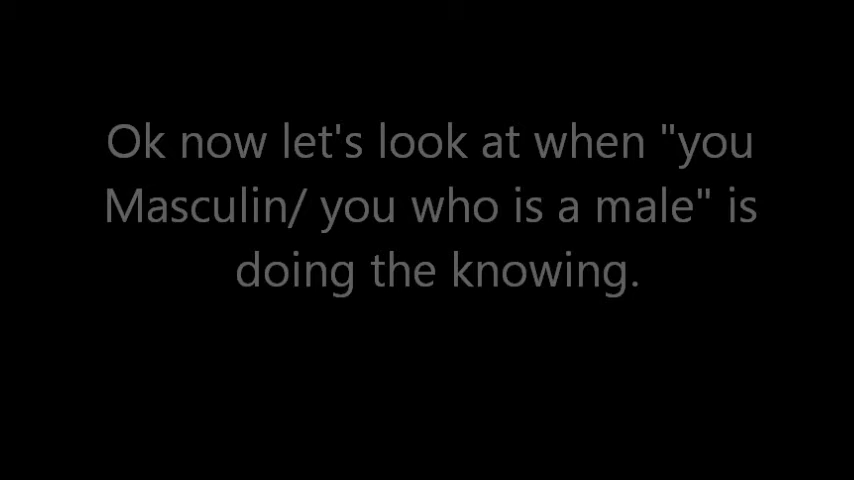 Ok now let's look at when "you
Masculin/ you who is a male" is
doing the knowing.